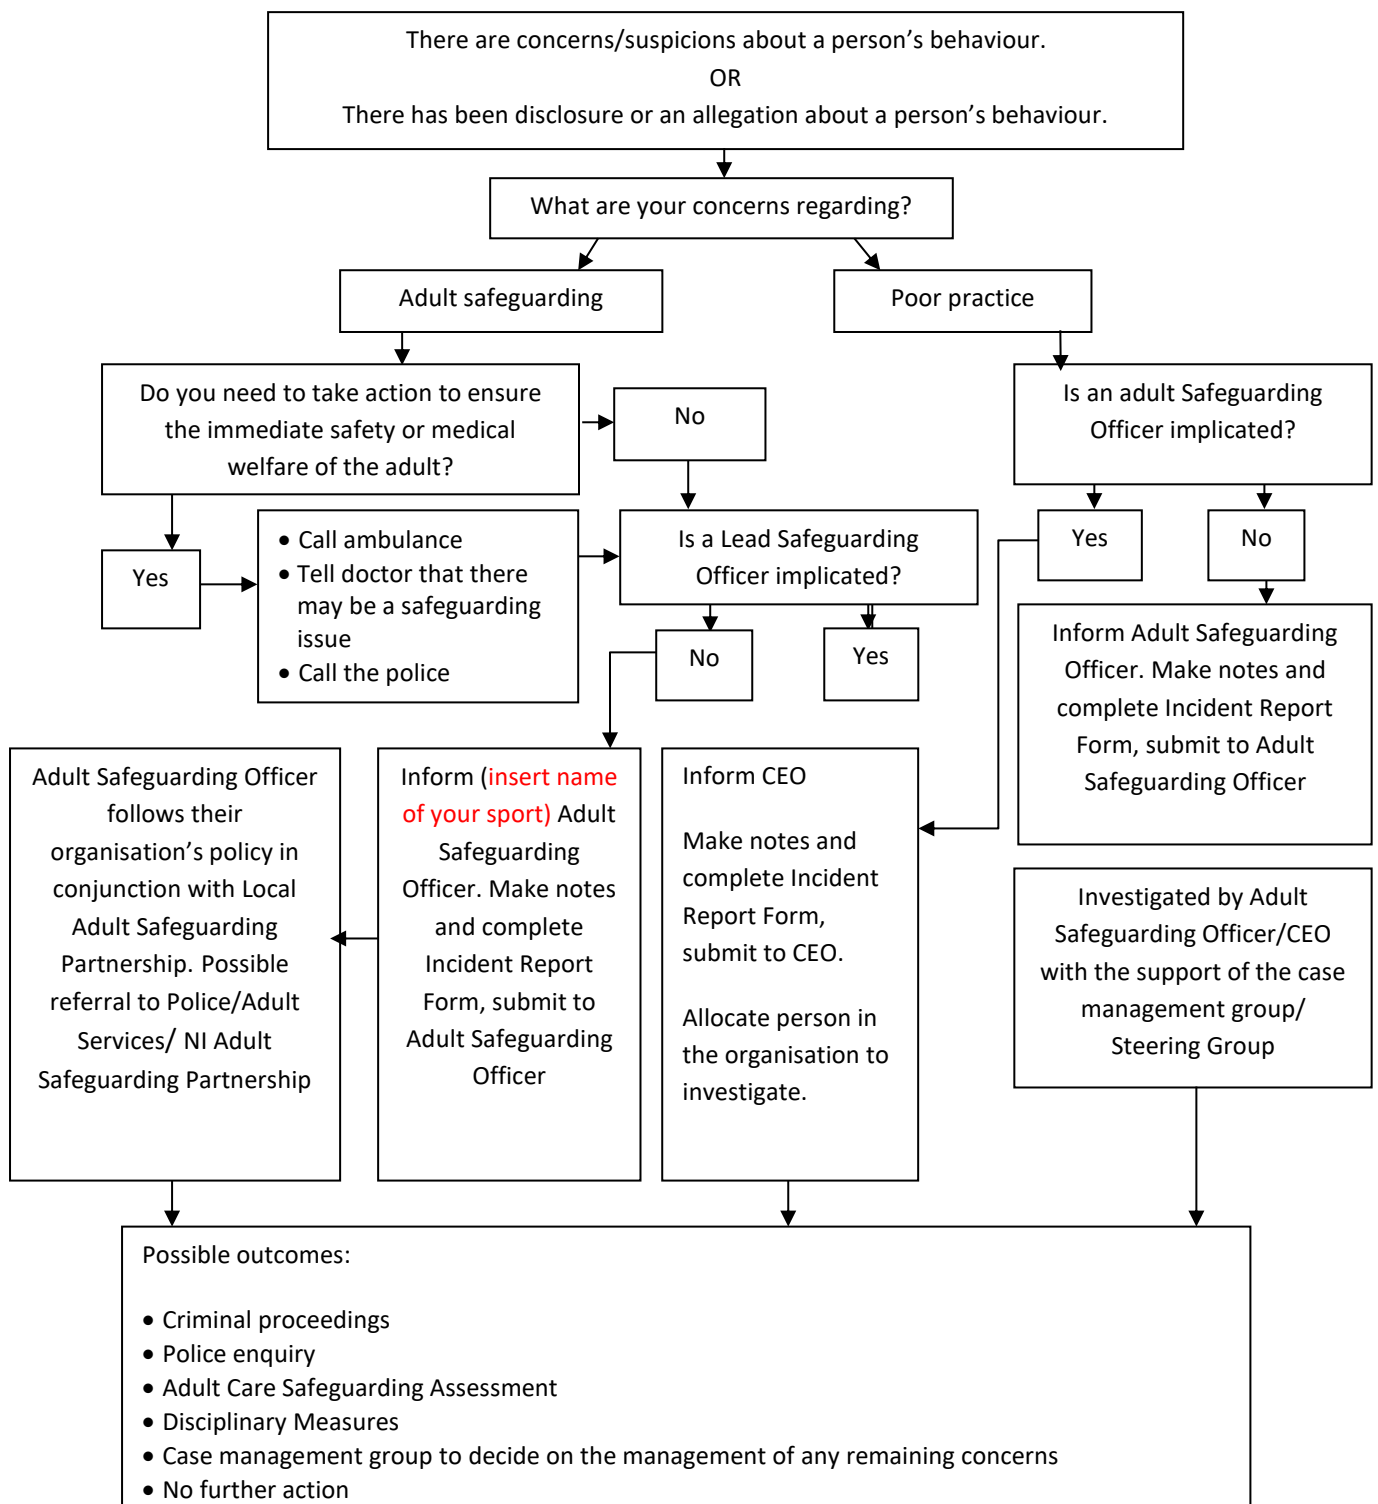 There are concerns/suspicions about a person’s behaviour.
OR
There has been disclosure or an allegation about a person’s behaviour.
What are your concerns regarding?
Adult safeguarding
Poor practice
Do you need to take action to ensure
the immediate safety or medical
welfare of the adult?
No
Is an adult Safeguarding
Officer implicated?
Yes
• Call ambulance
• Tell doctor that there
may be a safeguarding
issue
• Call the police
Is a Lead Safeguarding
Officer implicated?
No
Yes
Yes
No
Inform Adult Safeguarding
Officer. Make notes and
complete Incident Report
Form, submit to Adult
Safeguarding Officer
Adult Safeguarding Officer
follows their
organisation’s policy in
conjunction with Local
Adult Safeguarding
Partnership. Possible
referral to Police/Adult
Services/ NI Adult
Safeguarding Partnership
Inform (insert name
of your sport) Adult
Safeguarding
Officer. Make notes
and complete
Incident Report
Form, submit to
Adult Safeguarding
Officer
Inform CEO
Make notes and
complete Incident
Report Form,
submit to CEO.
Allocate person in
the organisation to
investigate.
Investigated by Adult
Safeguarding Officer/CEO
with the support of the case
management group/
Steering Group
Possible outcomes:
• Criminal proceedings
• Police enquiry
• Adult Care Safeguarding Assessment
• Disciplinary Measures
• Case management group to decide on the management of any remaining concerns
• No further action